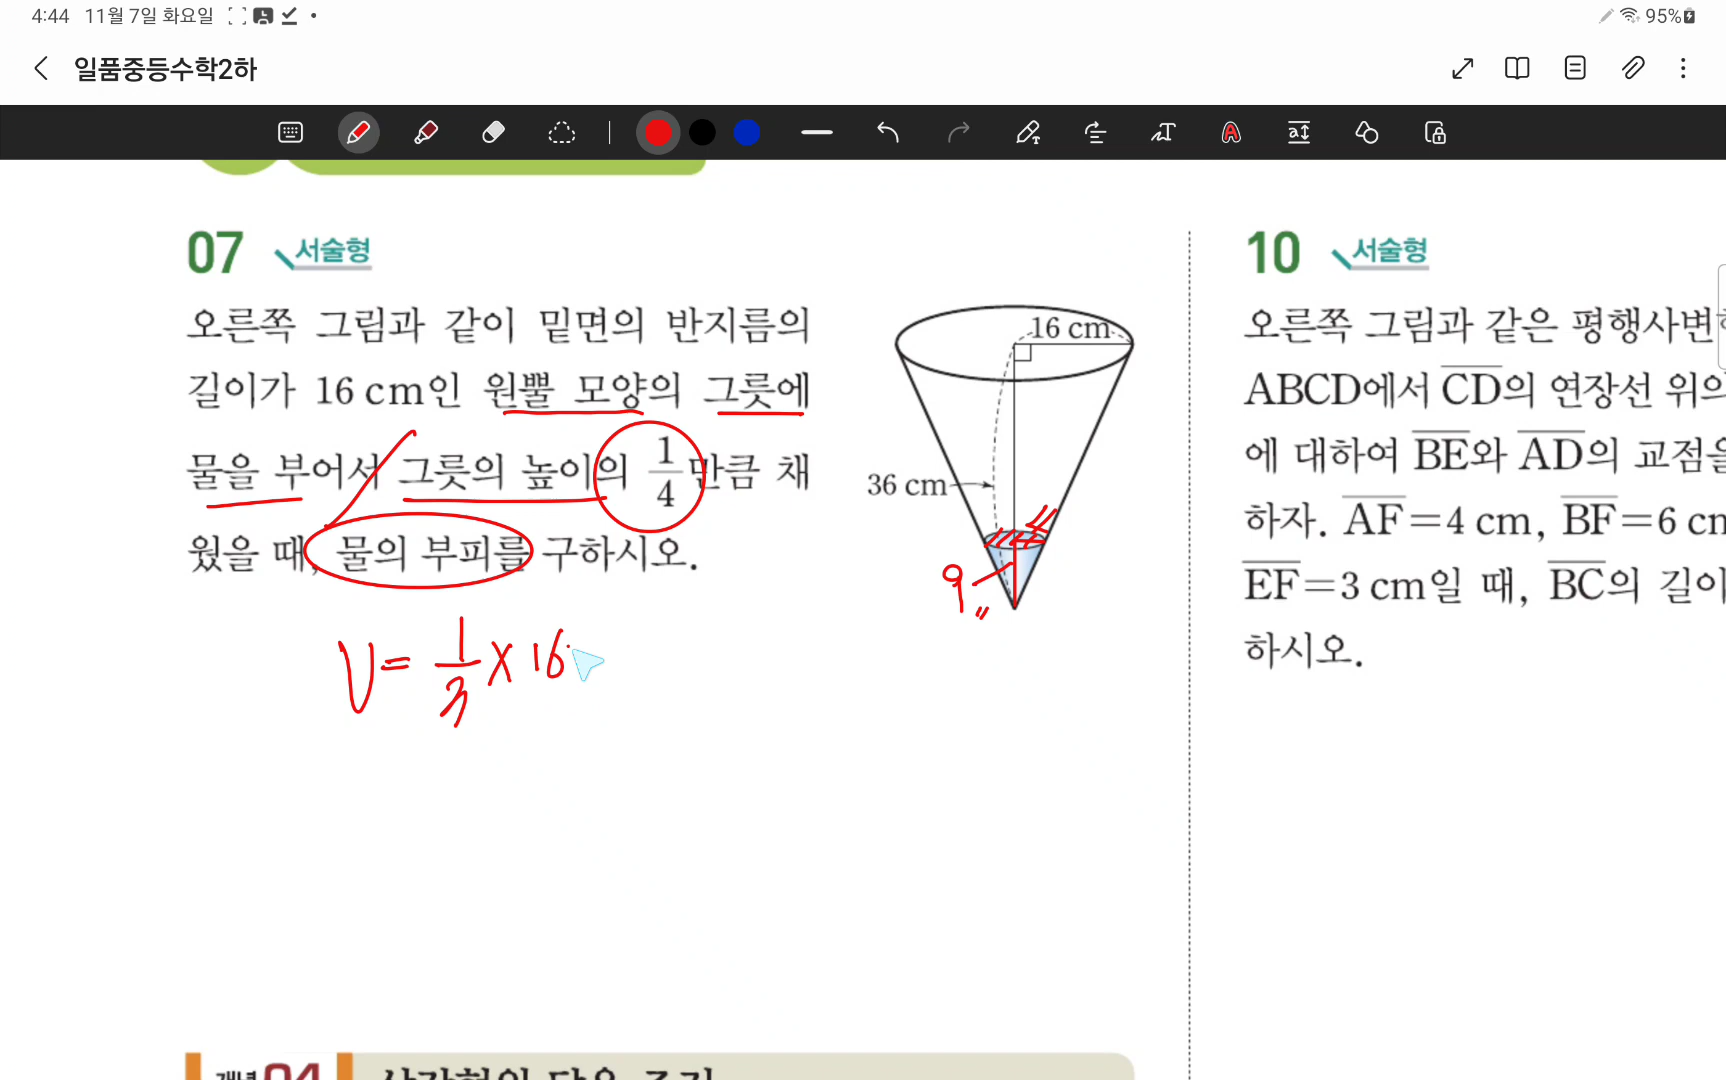 4:44 11월 7일 화요일
95%
일품중등수학2하
07 서술형
오른쪽 그림과 같이 밑면의 반지름의
길이가 16 cm인 원뿔 모양의 그릇에
물을 부어서 그릇의 높이의 1/4만큼 채
웠을 때, 물의 부피를 구하시오.
16 cm
36 cm
9
V = 1/3 × 16
10 서술형
오른쪽 그림과 같은 평행사변
ABCD에서 CD의 연장선 위의
에 대하여 BE와 AD의 교점을
하자. AF=4 cm, BF=6 cm
EF=3 cm일 때, BC의 길이
하시오.